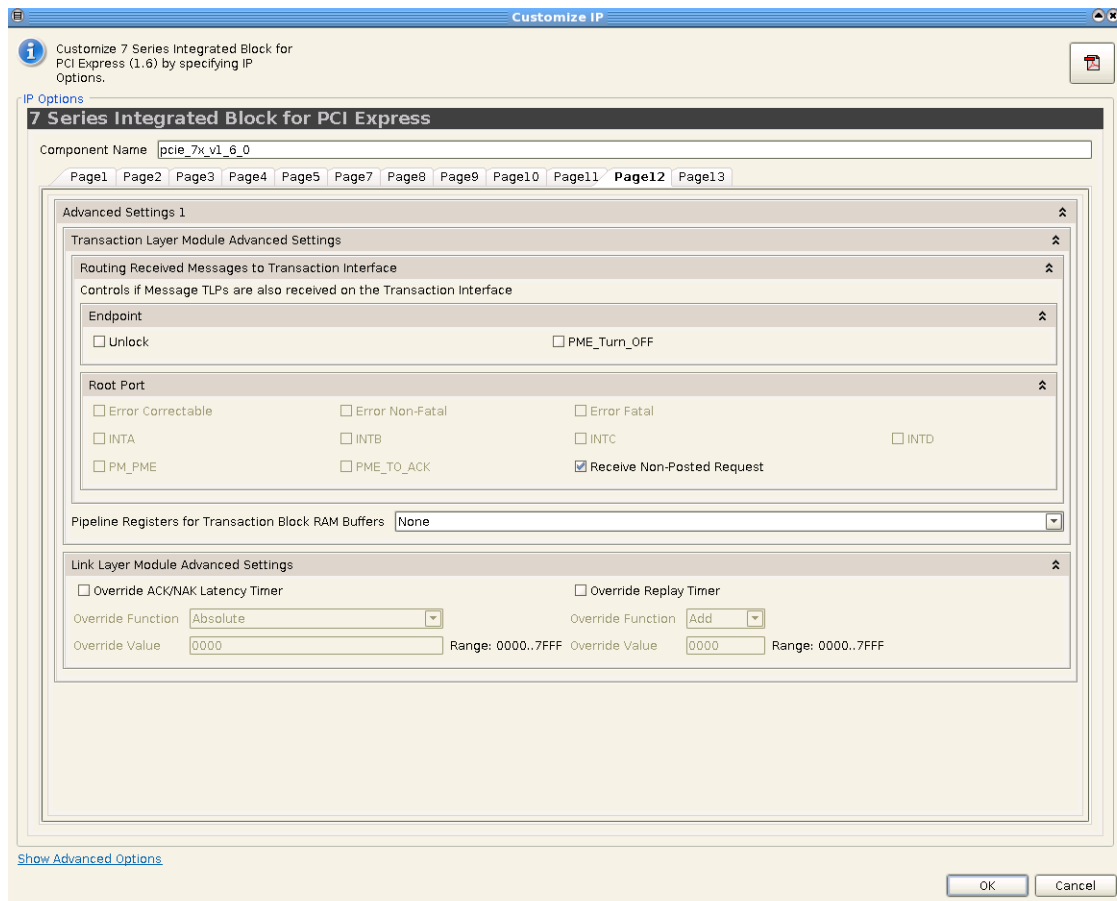 Customize IP
Customize 7 Series Integrated Block for
PCI Express (1.6) by specifying IP
Options.
IP Options
7 Series Integrated Block for PCI Express
Component Name pcie_7x_v1_6_0
Page1 Page2 Page3 Page4 Page5 Page7 Page8 Page9 Page10 Page11 Page12 Page13
Advanced Settings 1
Transaction Layer Module Advanced Settings
Routing Received Messages to Transaction Interface
Controls if Message TLPs are also received on the Transaction Interface
Endpoint
Unlock PME_Turn_OFF
Root Port
Error Correctable Error Non-Fatal Error Fatal
INTA INTB INTC INTD
PM_PME PME_TO_ACK Receive Non-Posted Request
Pipeline Registers for Transaction Block RAM Buffers None
Link Layer Module Advanced Settings
Override ACK/NAK Latency Timer Override Replay Timer
Override Function Absolute Override Function Add
Override Value 0000 Range: 0000..7FFF Override Value 0000 Range: 0000..7FFF
Show Advanced Options
OK Cancel